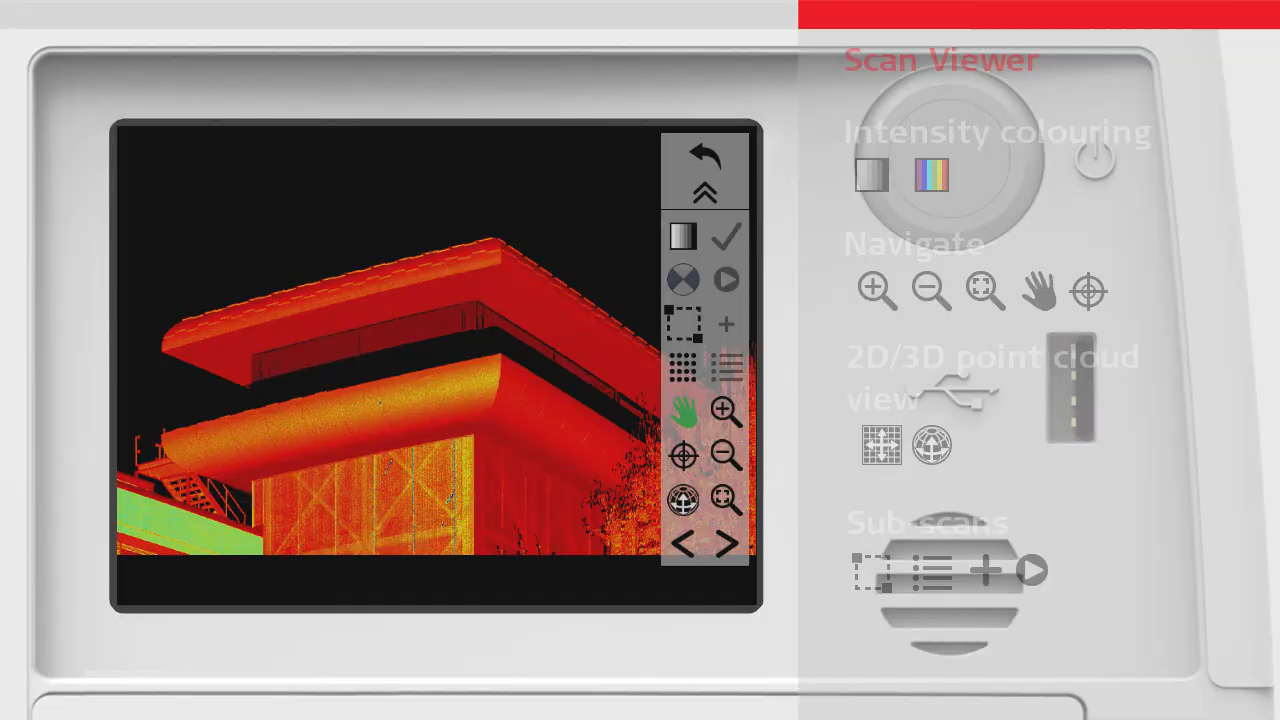 Scan Viewer
Intensity colouring
Navigate
2D/3D point cloud
view
Sub-scans